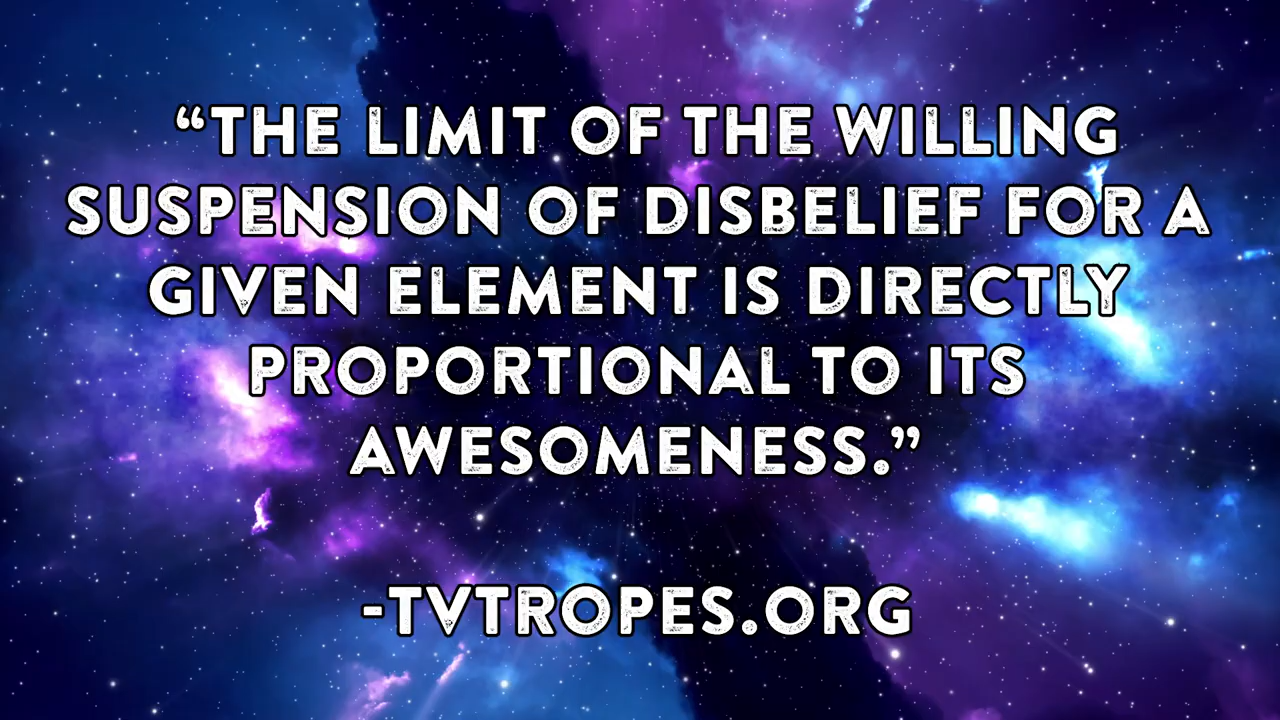 “THE LIMIT OF THE WILLING
SUSPENSION OF DISBELIEF FOR A
GIVEN ELEMENT IS DIRECTLY
PROPORTIONAL TO ITS
AWESOMENESS.”
-TVTROPES.ORG